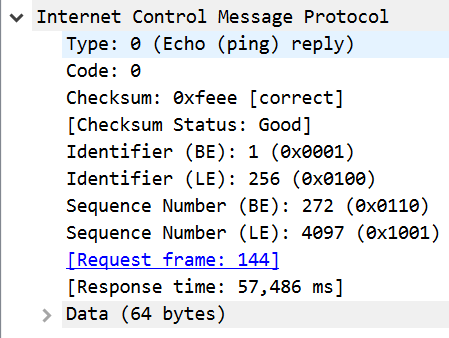 Internet Control Message Protocol
Type: 0 (Echo (ping) reply)
Code: 0
Checksum: 0xfeee [correct]
[Checksum Status: Good]
Identifier (BE): 1 (0x0001)
Identifier (LE): 256 (0x0100)
Sequence Number (BE): 272 (0x0110)
Sequence Number (LE): 4097 (0x1001)
[Request frame: 144]
[Response time: 57,486 ms]
Data (64 bytes)